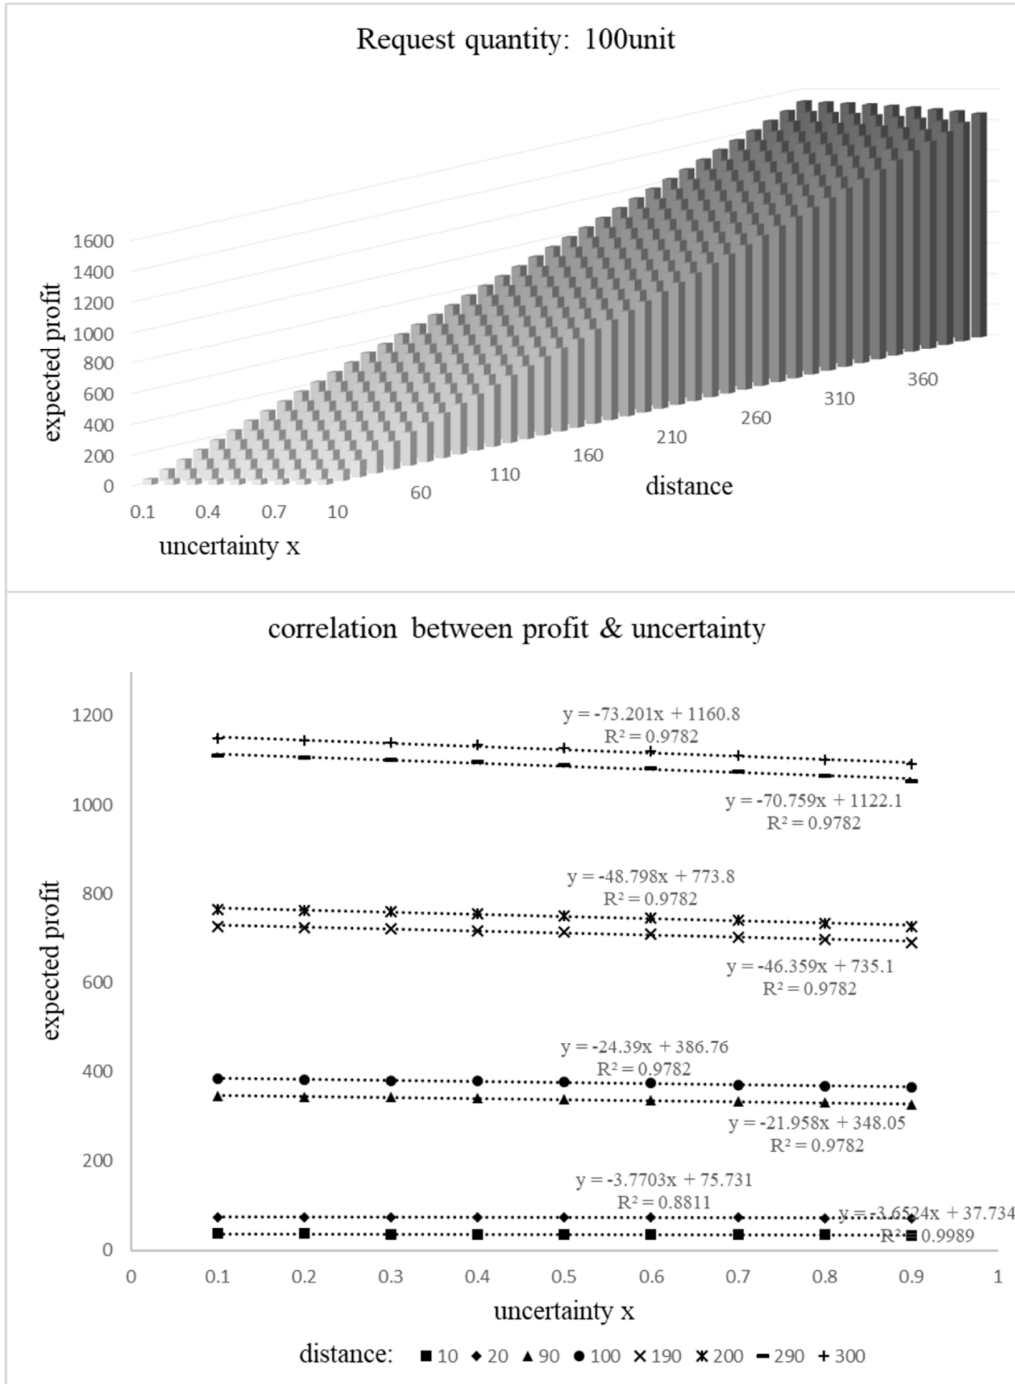 Request quantity: 100unit
1600
1400
1200
1000
800
600
400
200
0
expected profit
0.1 0.4 0.7 10
60
110
160
210
260
310
360
distance
uncertainty x
correlation between profit & uncertainty
1200
1000
800
600
400
200
0
expected profit
y = -73.201x + 1160.8
R² = 0.9782
y = -70.759x + 1122.1
R² = 0.9782
y = -48.798x + 773.8
R² = 0.9782
y = -46.359x + 735.1
R² = 0.9782
y = -24.39x + 386.76
R² = 0.9782
y = -21.958x + 348.05
R² = 0.9782
y = -3.7703x + 75.731
R² = 0.8811
y = -3.6524x + 37.734
R² = 0.9989
0 0.1 0.2 0.3 0.4 0.5 0.6 0.7 0.8 0.9 1
uncertainty x
distance: 10 20 90 100 190 200 290 300